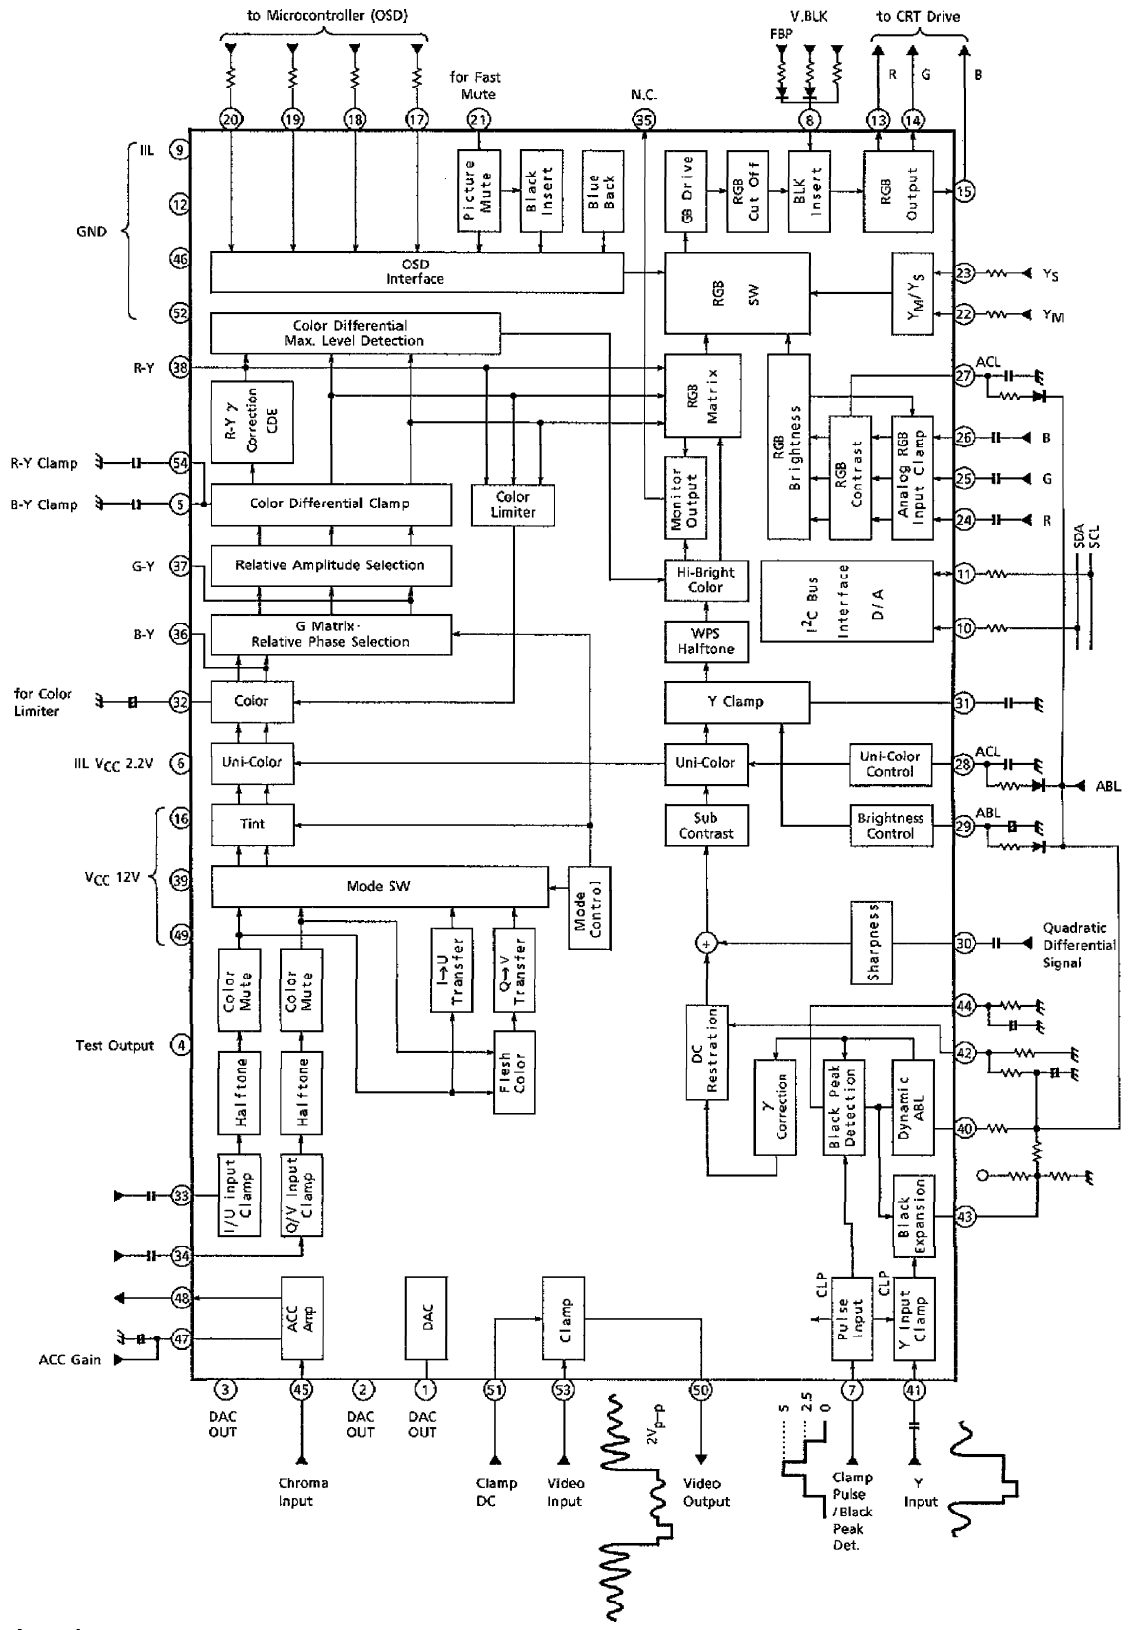 to Microcontroller (OSD)
V.BLK
to CRT Drive
FBP
R
G
B
for Fast
Mute
N.C.
20
19
18
17
21
35
8
13
14
IIL
9
12
GND
46
52
Picture
Mute
Black
Insert
Blue
Back
GB Drive
RGB
Cut Off
BLK
Insert
RGB
Output
15
OSD
Interface
RGB
SW
YM/YS
23
YS
22
YM
Color Differential
Max. Level Detection
R-Y
38
R-Y γ
Correction
CDE
RGB
Matrix
RGB
Brightness
RGB
Contrast
Analog RGB
Input Clamp
27
ACL
26
B
25
G
24
R
R-Y Clamp
54
B-Y Clamp
5
Color Differential Clamp
Color
Limiter
Monitor
Output
SDA
SCL
G-Y
37
Relative Amplitude Selection
Hi-Bright
Color
I2C Bus
Interface
D/A
11
10
B-Y
36
G Matrix·
Relative Phase Selection
WPS
Halftone
for Color
Limiter
32
Color
Y Clamp
31
IIL VCC 2.2V
6
Uni-Color
Uni-Color
Uni-Color
Control
28
ACL
ABL
16
Tint
Sub
Contrast
Brightness
Control
29
ABL
VCC 12V
39
Mode SW
Mode Control
49
Color
Mute
Color
Mute
I→U
Transfer
Q→V
Transfer
+
Sharpness
30
Quadratic
Differential
Signal
44
Test Output
4
Halftone
Halftone
Flesh
Color
DC
Restration
γ
Correction
Black Peak
Detection
Dynamic
ABL
42
40
33
I/U Input
Clamp
Q/V Input
Clamp
Black
Expansion
43
34
48
ACC
Amp
DAC
Clamp
CLP
Pulse
Input
CLP
Y Input
Clamp
47
ACC Gain
3
45
2
1
51
53
50
7
41
DAC
OUT
DAC
OUT
DAC
OUT
2Vp-p
5
2.5
0
Chroma
Input
Clamp
DC
Video
Input
Video
Output
Clamp
Pulse
/Black
Peak
Det.
Y
Input